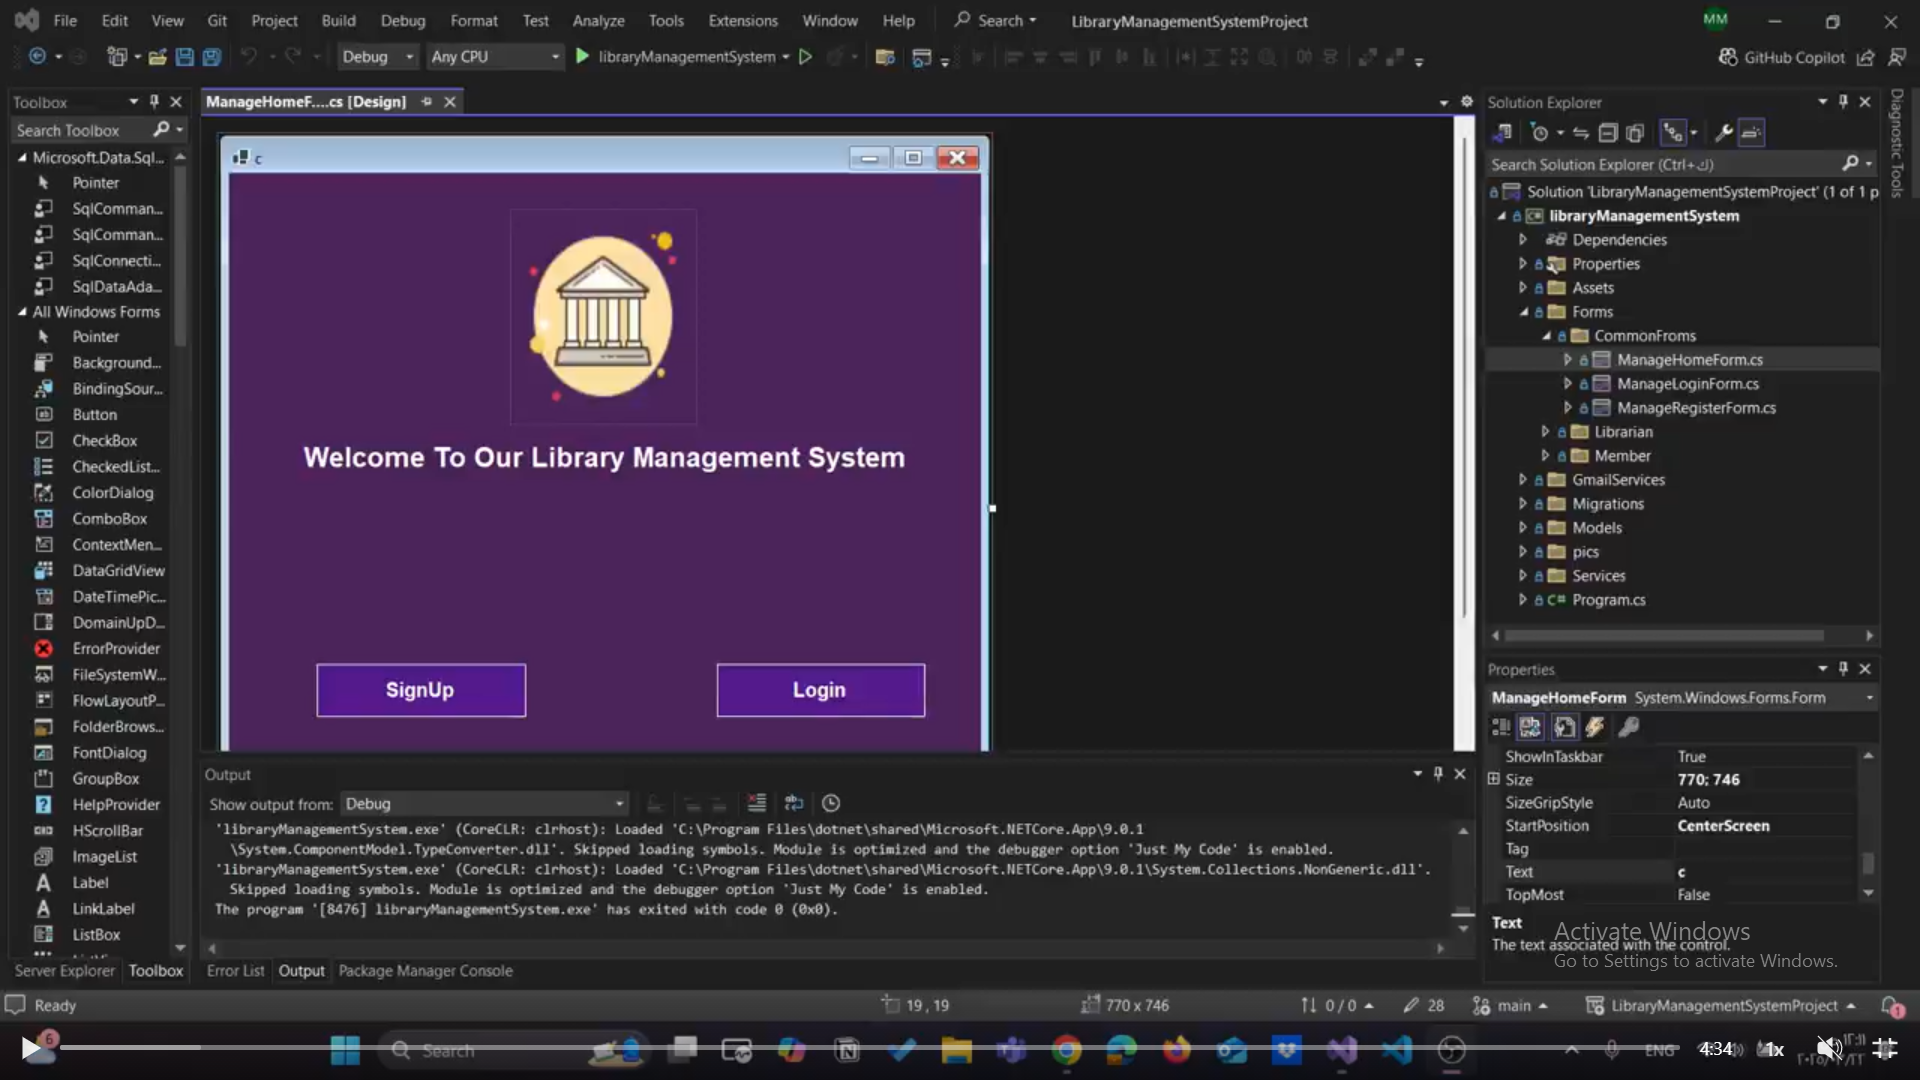 File Edit View Git Project Build Debug Format Test Analyze Tools Extensions Window Help Search LibraryManagementSystemProject MM
Debug Any CPU libraryManagementSystem GitHub Copilot
Toolbox
Search Toolbox
Microsoft.Data.Sql...
Pointer
SqlComman...
SqlComman...
SqlConnecti...
SqlDataAda...
All Windows Forms
Pointer
Background...
BindingSour...
Button
CheckBox
CheckedList...
ColorDialog
ComboBox
ContextMen...
DataGridView
DateTimePic...
DomainUpD...
ErrorProvider
FileSystemW...
FlowLayoutP...
FolderBrows...
FontDialog
GroupBox
HelpProvider
HScrollBar
ImageList
Label
LinkLabel
ListBox
Server Explorer Toolbox
ManageHomeF....cs [Design]
c
Welcome To Our Library Management System
SignUp Login
Output
Show output from: Debug
'libraryManagementSystem.exe' (CoreCLR: clrhost): Loaded 'C:\Program Files\dotnet\shared\Microsoft.NETCore.App\9.0.1
\System.ComponentModel.TypeConverter.dll'. Skipped loading symbols. Module is optimized and the debugger option 'Just My Code' is enabled.
'libraryManagementSystem.exe' (CoreCLR: clrhost): Loaded 'C:\Program Files\dotnet\shared\Microsoft.NETCore.App\9.0.1\System.Collections.NonGeneric.dll'.
Skipped loading symbols. Module is optimized and the debugger option 'Just My Code' is enabled.
The program '[8476] libraryManagementSystem.exe' has exited with code 0 (0x0).
Error List Output Package Manager Console
Solution Explorer
Search Solution Explorer (Ctrl+ك)
Solution 'LibraryManagementSystemProject' (1 of 1 p
libraryManagementSystem
Dependencies
Properties
Assets
Forms
CommonFroms
ManageHomeForm.cs
ManageLoginForm.cs
ManageRegisterForm.cs
Librarian
Member
GmailServices
Migrations
Models
pics
Services
C# Program.cs
Diagnostic Tools
Properties
ManageHomeForm System.Windows.Forms.Form
ShowInTaskbar True
Size 770; 746
SizeGripStyle Auto
StartPosition CenterScreen
Tag
Text c
TopMost False
Text
The text associated with the control.
Activate Windows
Go to Settings to activate Windows.
Ready 19 , 19 770 x 746 0 / 0 28 main LibraryManagementSystemProject 1
6 Search ENG 4:34 1x